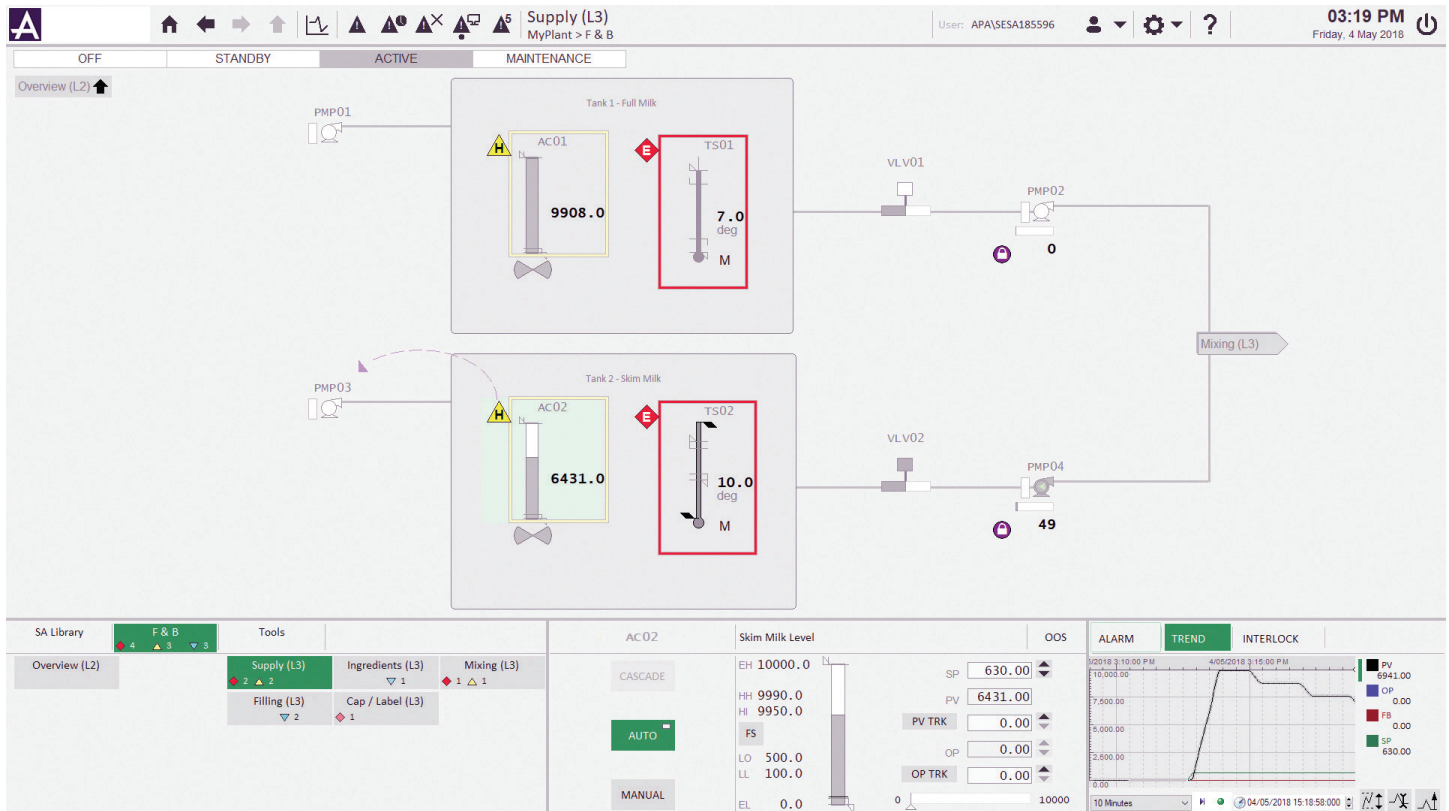 Supply (L3)
MyPlant > F & B
5
User: APA\SESA185596
?
03:19 PM
Friday, 4 May 2018
OFF
STANDBY
ACTIVE
MAINTENANCE
Overview (L2)
PMP01
Tank 1 - Full Milk
H
AC01
9908.0
E
TS01
7.0
deg
M
VLV01
PMP02
0
Mixing (L3)
PMP03
Tank 2 - Skim Milk
H
AC02
6431.0
E
TS02
10.0
deg
M
VLV02
PMP04
49
SA Library
F & B
4 3 3
Tools
Overview (L2)
Supply (L3)
2 2
Ingredients (L3)
1
Mixing (L3)
1 1
Filling (L3)
2
Cap / Label (L3)
1
AC02
Skim Milk Level
OOS
CASCADE
AUTO
MANUAL
EH 10000.0
HH 9990.0
HI 9950.0
FS
LO 500.0
LL 100.0
EL 0.0
SP 630.00
PV 6431.00
PV TRK 0.00
OP 0.00
OP TRK 0.00
0 10000
ALARM
TREND
INTERLOCK
/2018 3:10:00 PM
4/05/2018 3:15:00 PM
10,000.00
7,500.00
5,000.00
2,500.00
0.00
PV
6941.00
OP
0.00
FB
0.00
SP
630.00
10 Minutes
04/05/2018 15:18:58:000